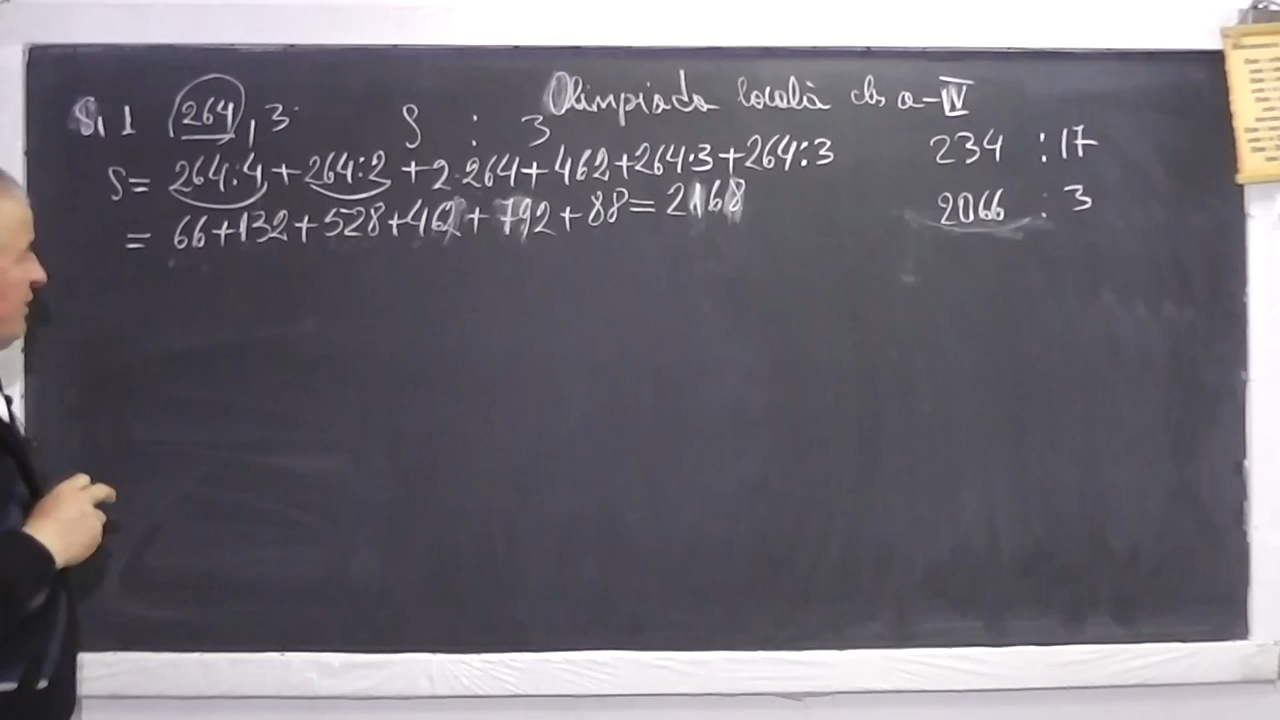 Olimpiada locală cls a-IV
S. 1 264, 3
S : 3
S= 264:4+264:2+2·264+462+264·3+264:3
= 66+132+528+462+792+88=2168
234 :17
2066 : 3